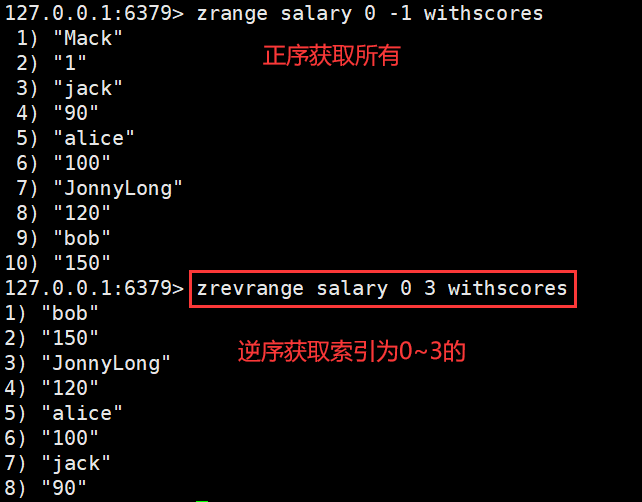 127.0.0.1:6379> zrange salary 0 -1 withscores
1) "Mack"
正序获取所有
2) "1"
3) "jack"
4) "90"
5) "alice"
6) "100"
7) "JonnyLong"
8) "120"
9) "bob"
10) "150"
127.0.0.1:6379> zrevrange salary 0 3 withscores
1) "bob"
2) "150"
逆序获取索引为0~3的
3) "JonnyLong"
4) "120"
5) "alice"
6) "100"
7) "jack"
8) "90"